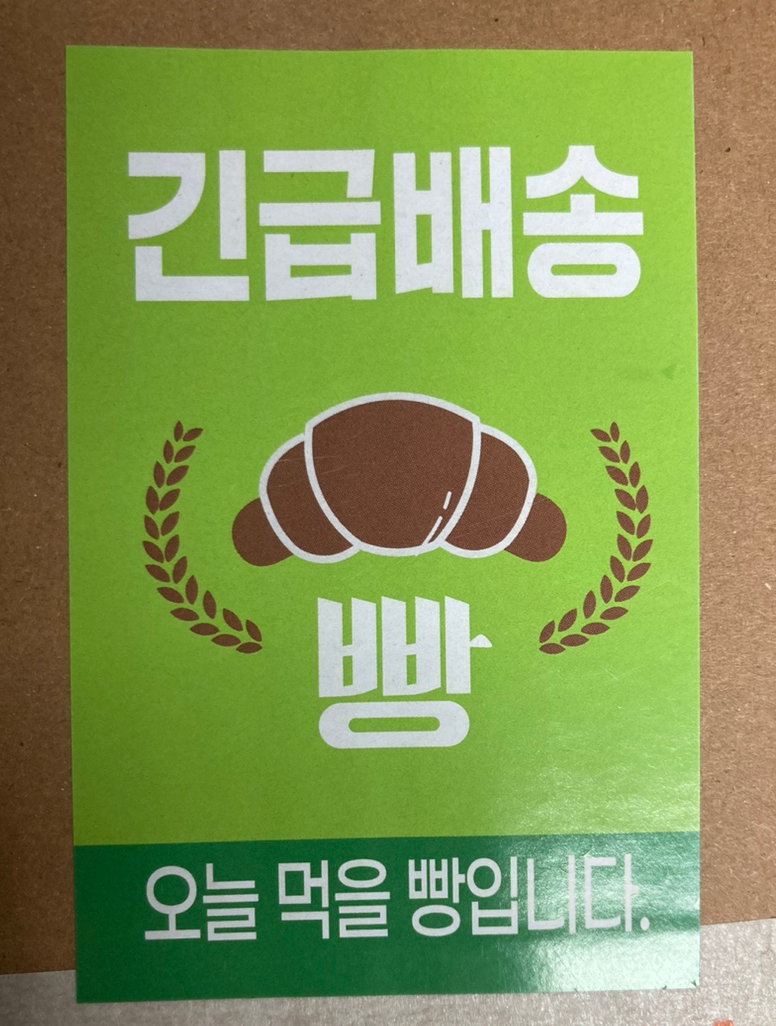 긴급배송
빵
오늘 먹을 빵입니다.